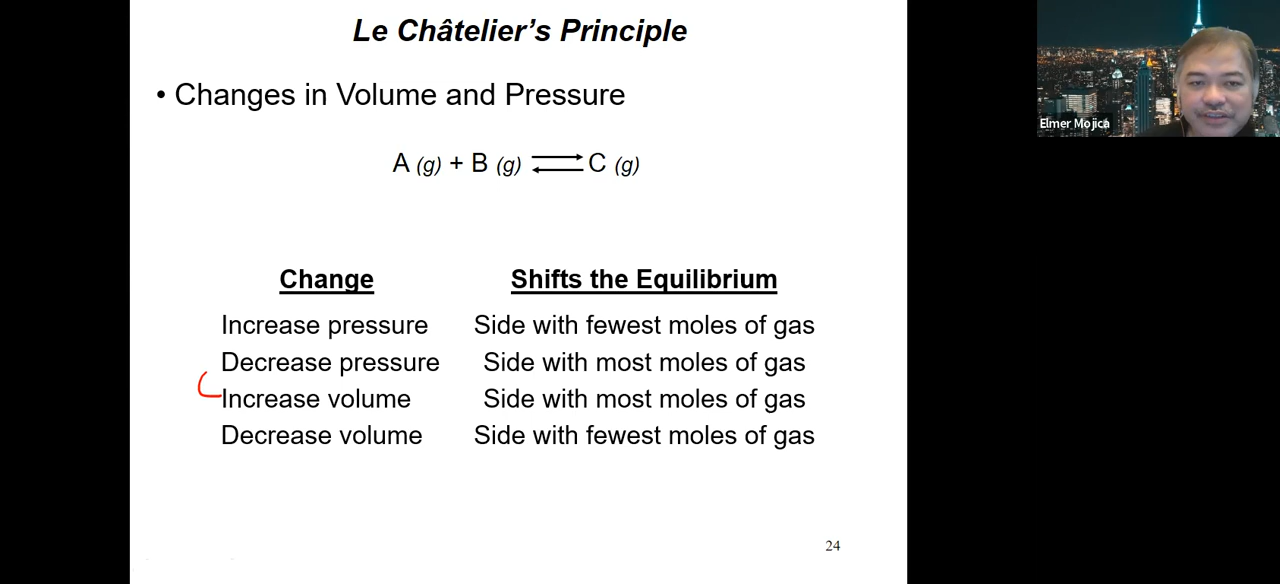 Le Châtelier's Principle
• Changes in Volume and Pressure
A (g) + B (g) ⇌ C (g)
Change Shifts the Equilibrium
Increase pressure Side with fewest moles of gas
Decrease pressure Side with most moles of gas
Increase volume Side with most moles of gas
Decrease volume Side with fewest moles of gas
24
Elmer Mojica